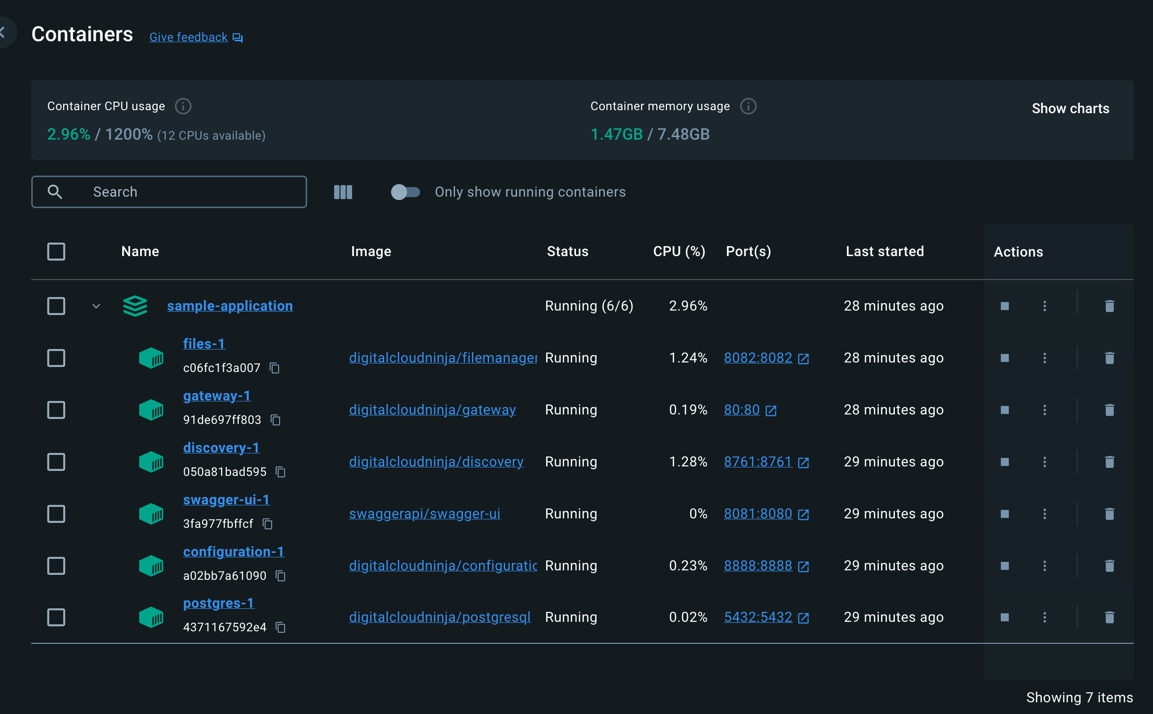 Containers Give feedback
Container CPU usage Container memory usage Show charts
2.96% / 1200% (12 CPUs available) 1.47GB / 7.48GB
Search Only show running containers
Name Image Status CPU (%) Port(s) Last started Actions
sample-application Running (6/6) 2.96% 28 minutes ago
files-1
digitalcloudninja/filemanager Running 1.24% 8082:8082 28 minutes ago
c06fc1f3a007
gateway-1
digitalcloudninja/gateway Running 0.19% 80:80 28 minutes ago
91de697ff803
discovery-1
digitalcloudninja/discovery Running 1.28% 8761:8761 29 minutes ago
050a81bad595
swagger-ui-1
swaggerapi/swagger-ui Running 0% 8081:8080 29 minutes ago
3fa977fbffcf
configuration-1
digitalcloudninja/configuratic Running 0.23% 8888:8888 29 minutes ago
a02bb7a61090
postgres-1
digitalcloudninja/postgresql Running 0.02% 5432:5432 29 minutes ago
4371167592e4
Showing 7 items